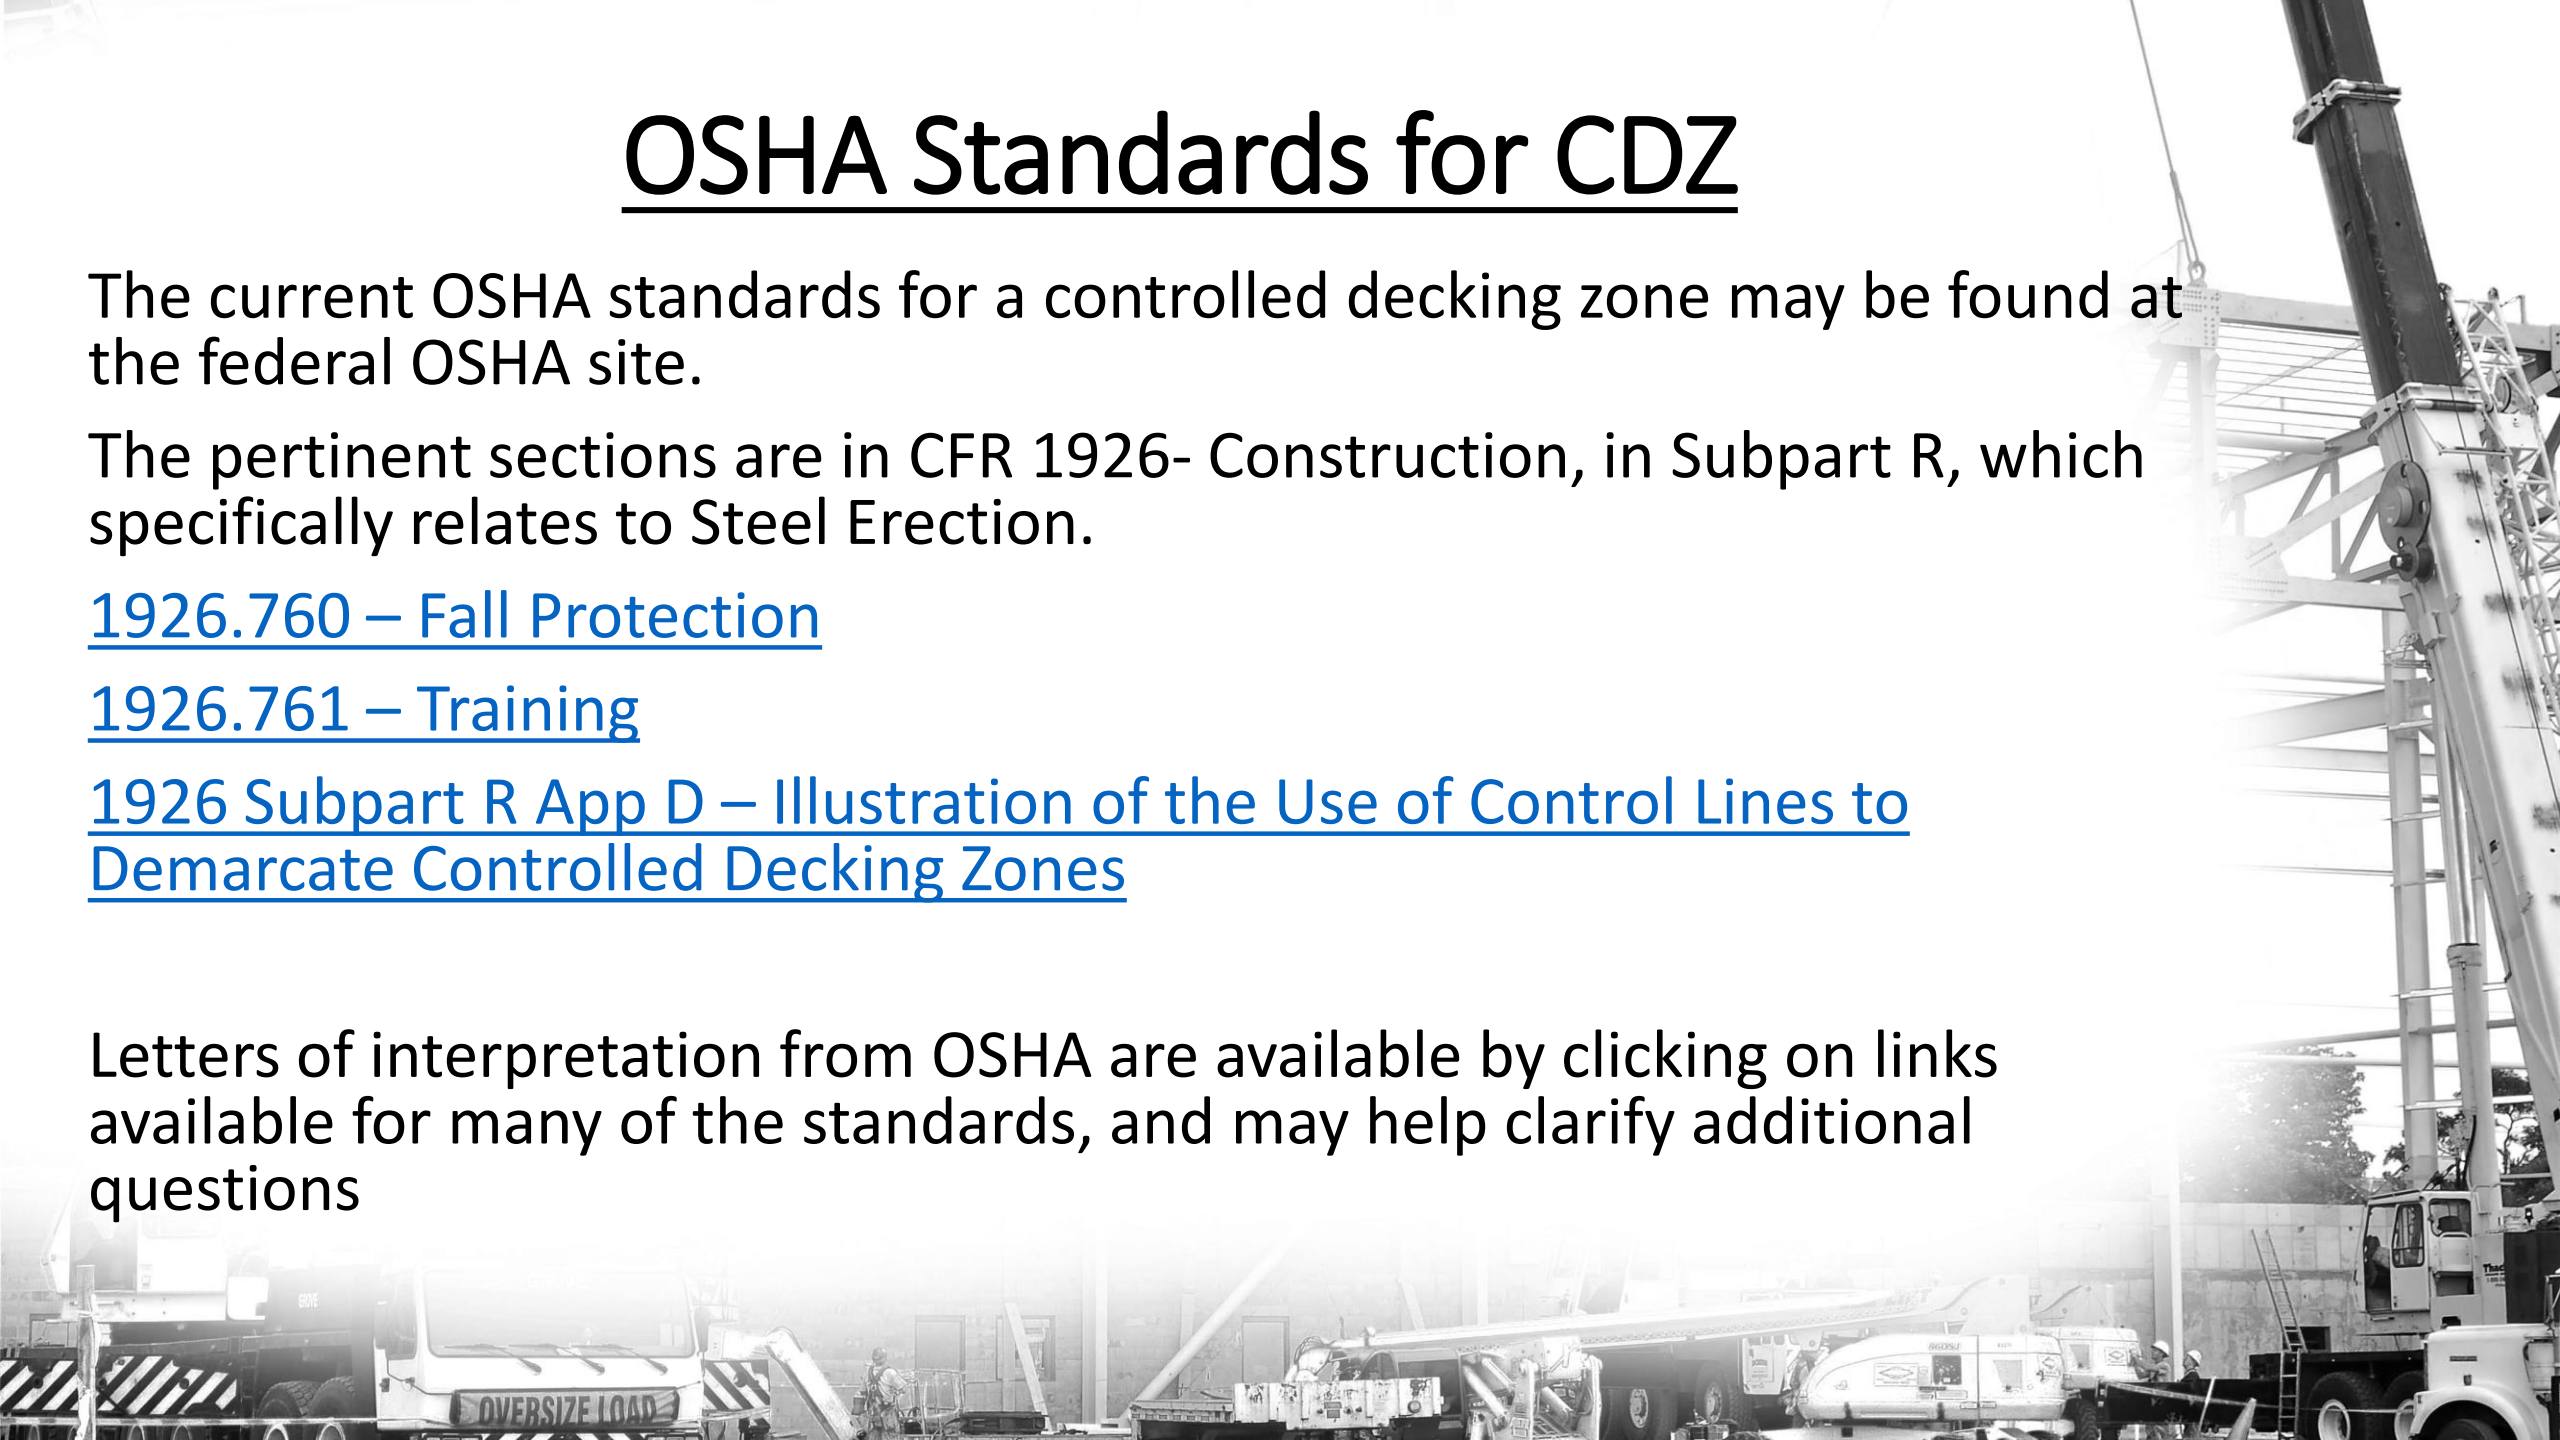 OSHA Standards for CDZ
The current OSHA standards for a controlled decking zone may be found at
the federal OSHA site.
The pertinent sections are in CFR 1926- Construction, in Subpart R, which
specifically relates to Steel Erection.
1926.760 – Fall Protection
1926.761 – Training
1926 Subpart R App D – Illustration of the Use of Control Lines to
Demarcate Controlled Decking Zones
Letters of interpretation from OSHA are available by clicking on links
available for many of the standards, and may help clarify additional
questions
GROVE
OVERSIZE LOAD